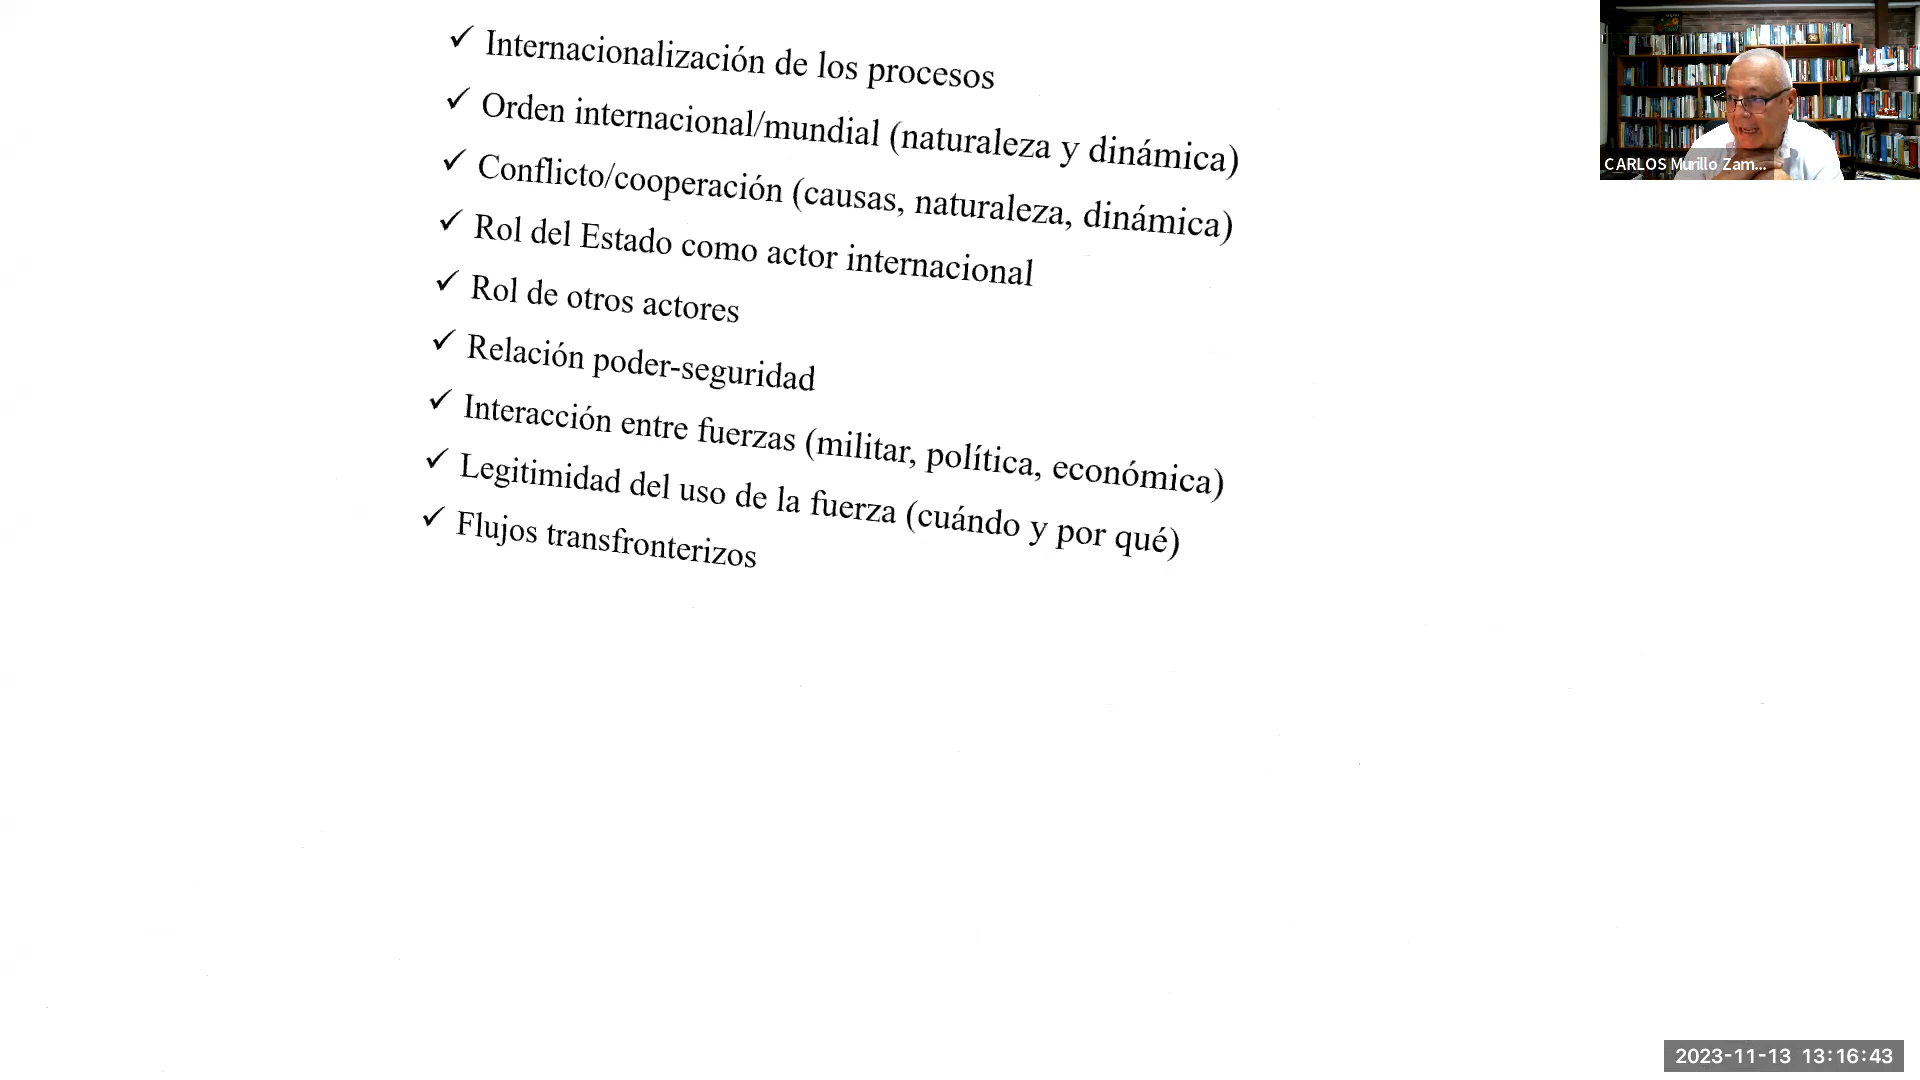 ✓ Internacionalización de los procesos
✓ Orden internacional/mundial (naturaleza y dinámica)
✓ Conflicto/cooperación (causas, naturaleza, dinámica)
✓ Rol del Estado como actor internacional
✓ Rol de otros actores
✓ Relación poder-seguridad
✓ Interacción entre fuerzas (militar, política, económica)
✓ Legitimidad del uso de la fuerza (cuándo y por qué)
✓ Flujos transfronterizos
CARLOS Murillo Zam...
2023-11-13 13:16:43